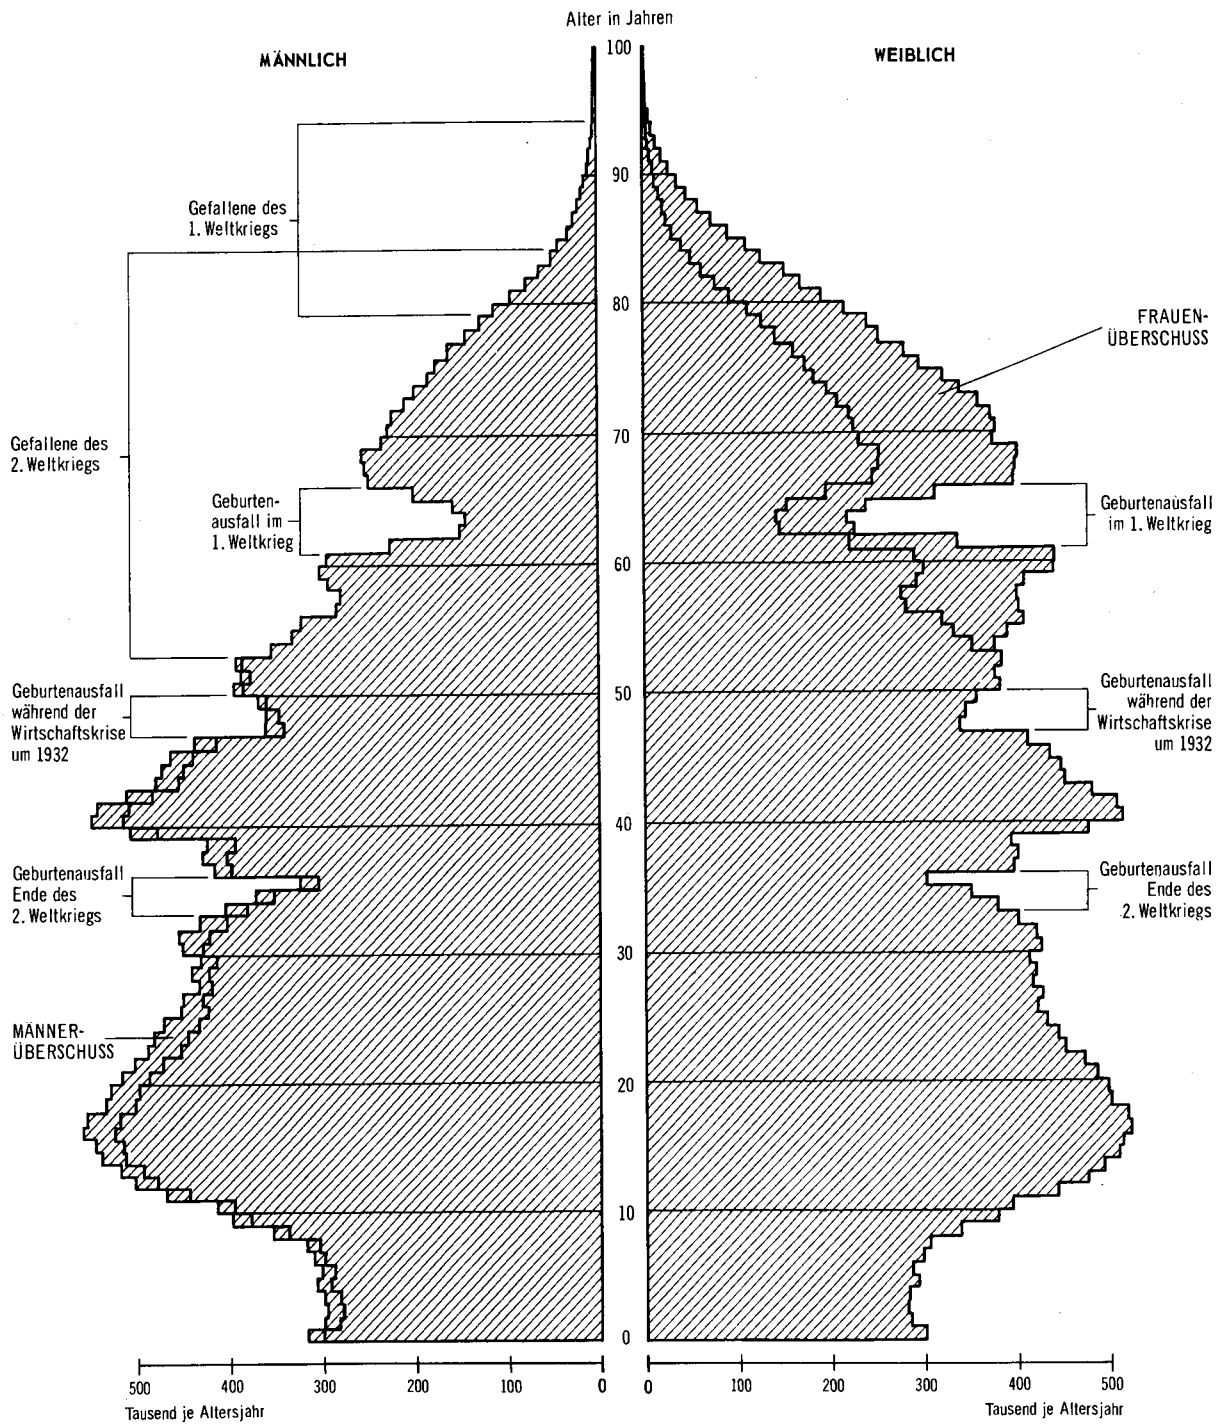 Alter in Jahren
MÄNNLICH
WEIBLICH
100
90
80
70
60
50
40
30
20
10
0
Gefallene des
1. Weltkriegs
Gefallene des
2. Weltkriegs
Geburten-
ausfall im
1. Weltkrieg
Geburtenausfall
während der
Wirtschaftskrise
um 1932
Geburtenausfall
Ende des
2. Weltkriegs
MÄNNER-
ÜBERSCHUSS
FRAUEN-
ÜBERSCHUSS
Geburtenausfall
im 1. Weltkrieg
Geburtenausfall
während der
Wirtschaftskrise
um 1932
Geburtenausfall
Ende des
2. Weltkriegs
500 400 300 200 100 0
0 100 200 300 400 500
Tausend je Altersjahr
Tausend je Altersjahr